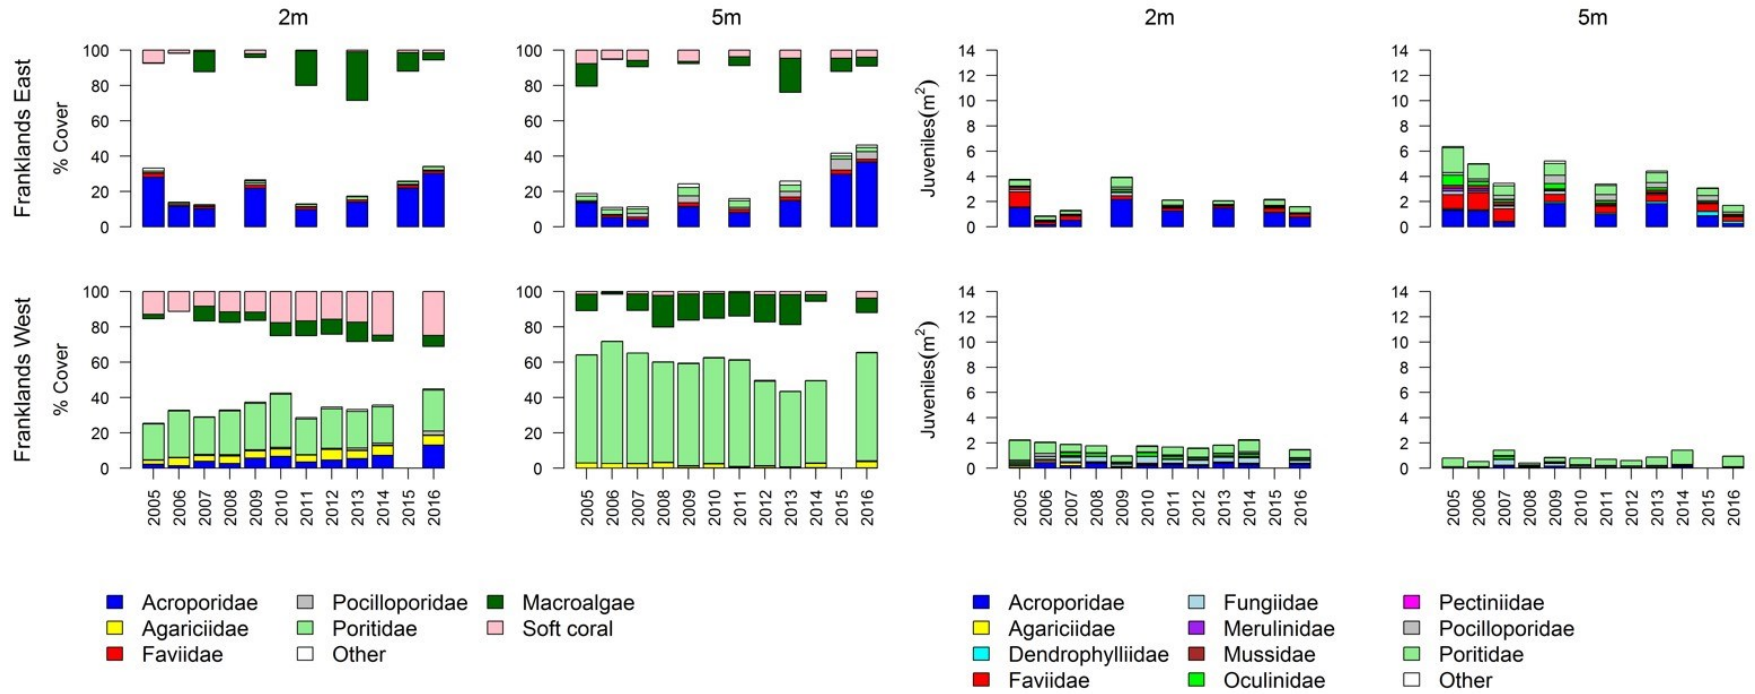 2m
5m
2m
5m
Franklands East
% Cover
100
80
60
40
20
0
100
80
60
40
20
0
Juveniles(m²)
14
12
10
8
6
4
2
0
14
12
10
8
6
4
2
0
Franklands West
% Cover
100
80
60
40
20
0
100
80
60
40
20
0
Juveniles(m²)
14
12
10
8
6
4
2
0
14
12
10
8
6
4
2
0
2005 2006 2007 2008 2009 2010 2011 2012 2013 2014 2015 2016
2005 2006 2007 2008 2009 2010 2011 2012 2013 2014 2015 2016
2005 2006 2007 2008 2009 2010 2011 2012 2013 2014 2015 2016
2005 2006 2007 2008 2009 2010 2011 2012 2013 2014 2015 2016
Acroporidae
Agariciidae
Faviidae
Pocilloporidae
Poritidae
Other
Macroalgae
Soft coral
Acroporidae
Agariciidae
Dendrophylliidae
Faviidae
Fungiidae
Merulinidae
Mussidae
Oculinidae
Pectiniidae
Pocilloporidae
Poritidae
Other